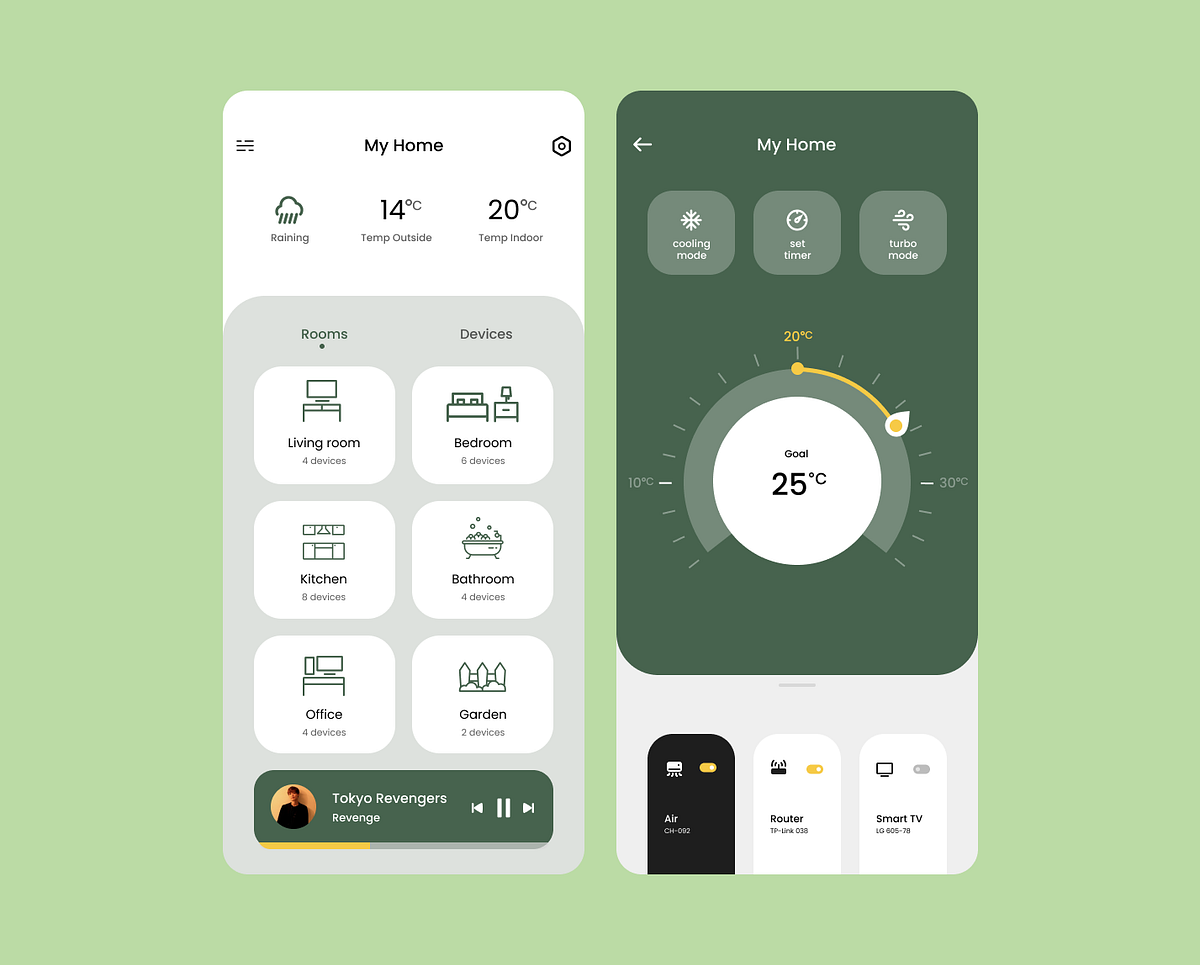 My Home
14°C
20°C
Raining
Temp Outside
Temp Indoor
Rooms
Devices
Living room
4 devices
Bedroom
6 devices
Kitchen
8 devices
Bathroom
4 devices
Office
4 devices
Garden
2 devices
Tokyo Revengers
Revenge
My Home
cooling
mode
set
timer
turbo
mode
20°C
10°C
30°C
Goal
25°C
Air
CH-092
Router
TP-Link 038
Smart TV
LG 605-78